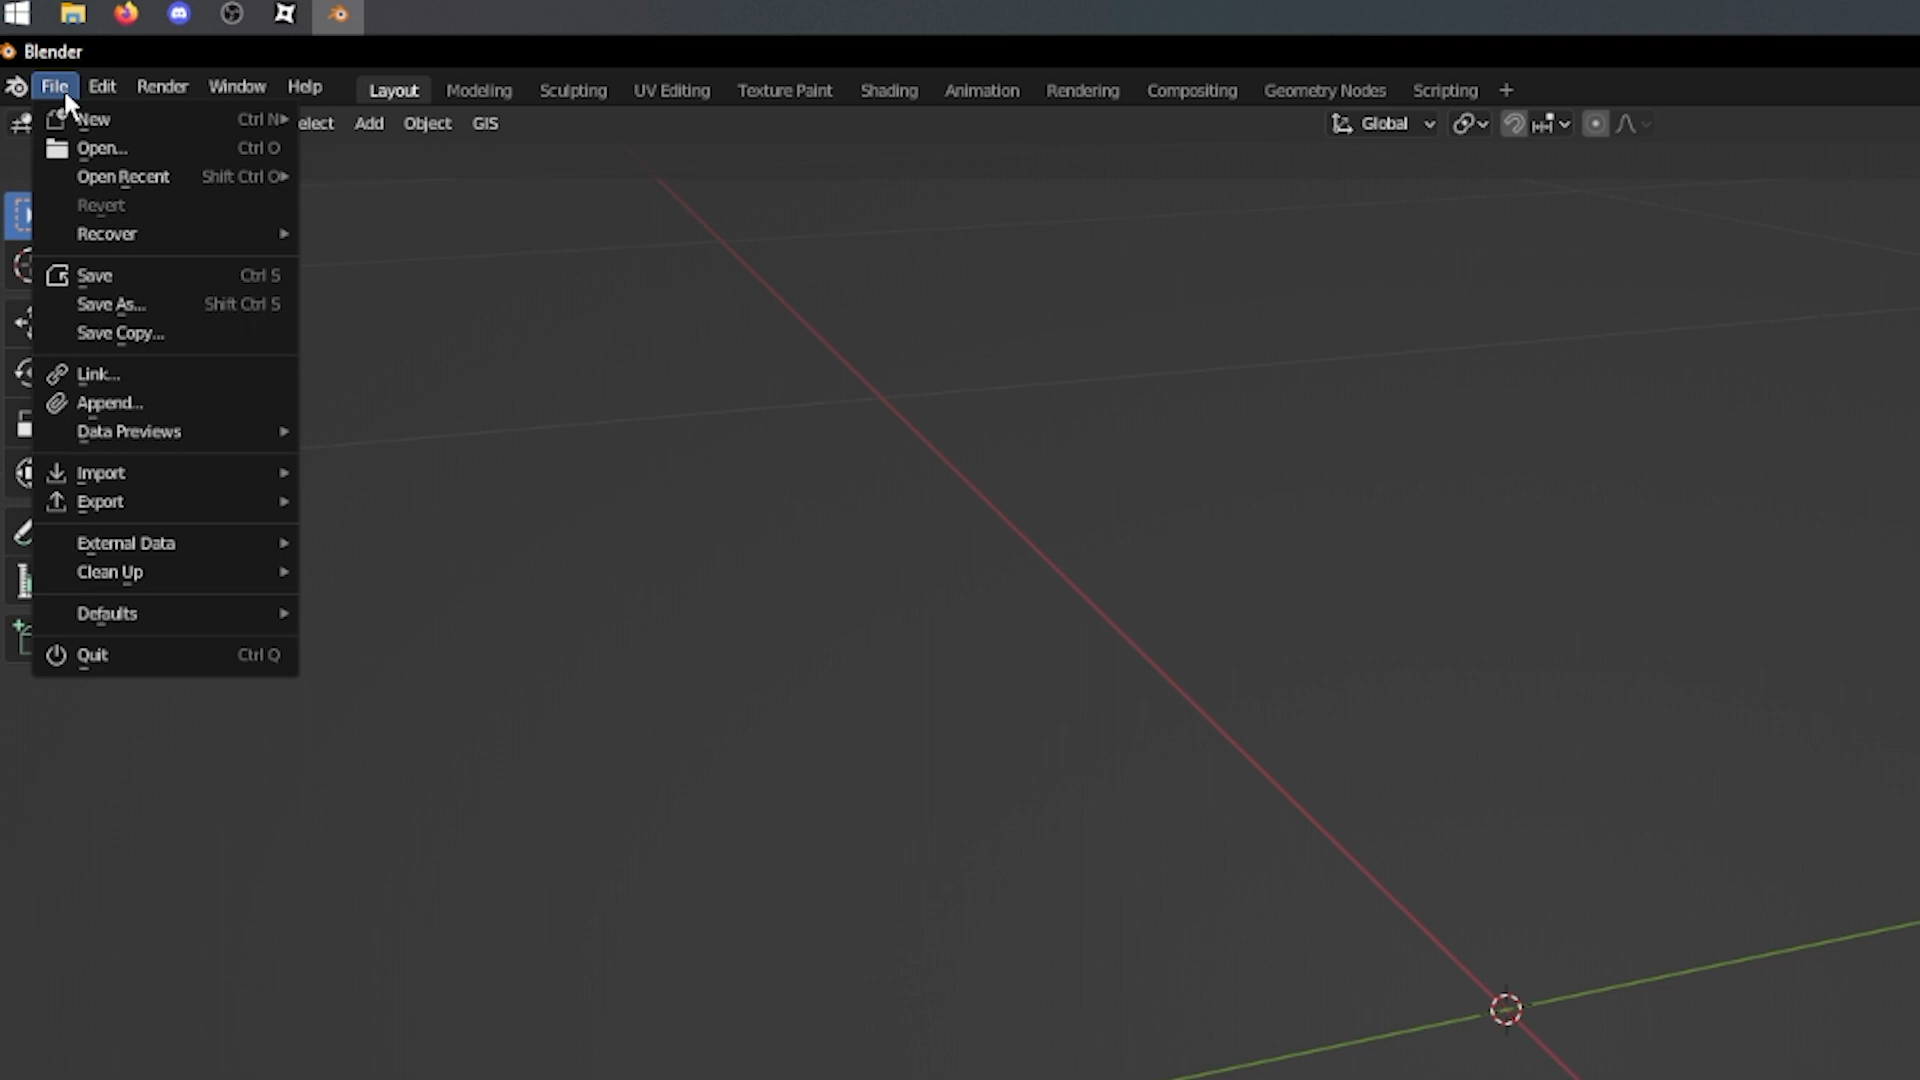 Blender
File Edit Render Window Help Layout Modeling Sculpting UV Editing Texture Paint Shading Animation Rendering Compositing Geometry Nodes Scripting +
elect Add Object GIS Global
New Ctrl N
Open... Ctrl O
Open Recent Shift Ctrl O
Revert
Recover
Save Ctrl S
Save As... Shift Ctrl S
Save Copy...
Link...
Append...
Data Previews
Import
Export
External Data
Clean Up
Defaults
Quit Ctrl Q